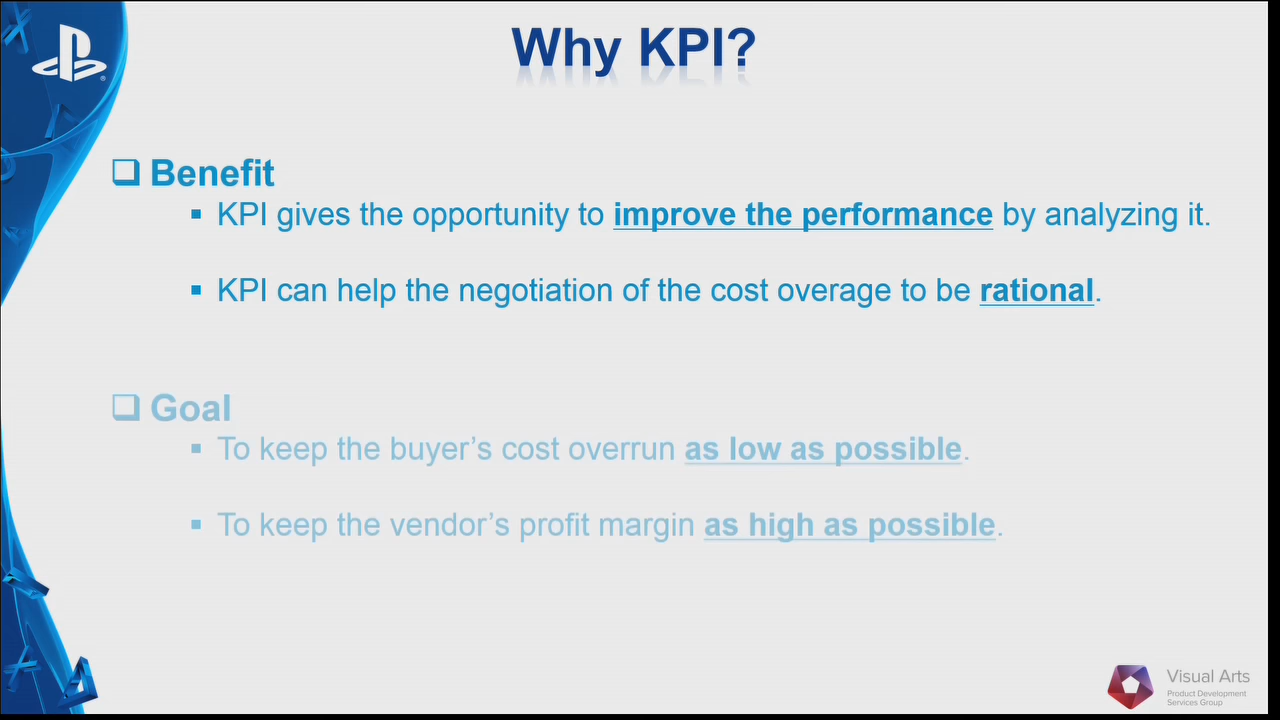 Why KPI?
Benefit
KPI gives the opportunity to improve the performance by analyzing it.
KPI can help the negotiation of the cost overage to be rational.
Goal
To keep the buyer’s cost overrun as low as possible.
To keep the vendor’s profit margin as high as possible.
Visual Arts
Product Development
Services Group